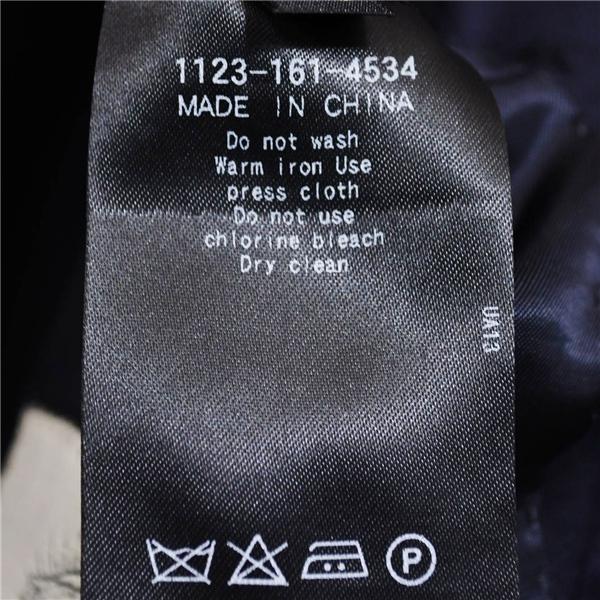 1123-161-4534
MADE IN CHINA
Do not wash
Warm iron Use
press cloth
Do not use
chlorine bleach
Dry clean
UA13
P